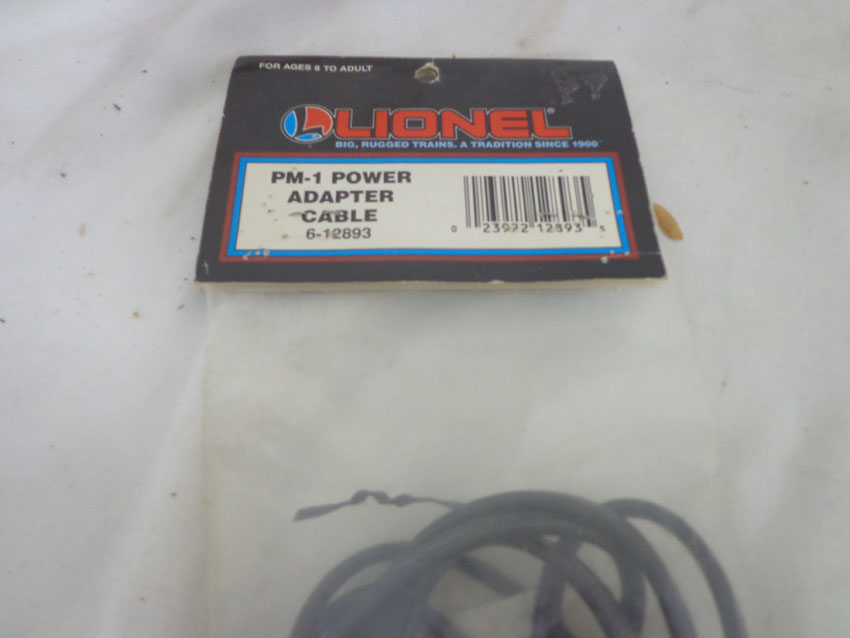 FOR AGES 8 TO ADULT
LIONEL®
BIG, RUGGED TRAINS. A TRADITION SINCE 1900
PM-1 POWER
ADAPTER
CABLE
6-12893
0 23922 12893 5